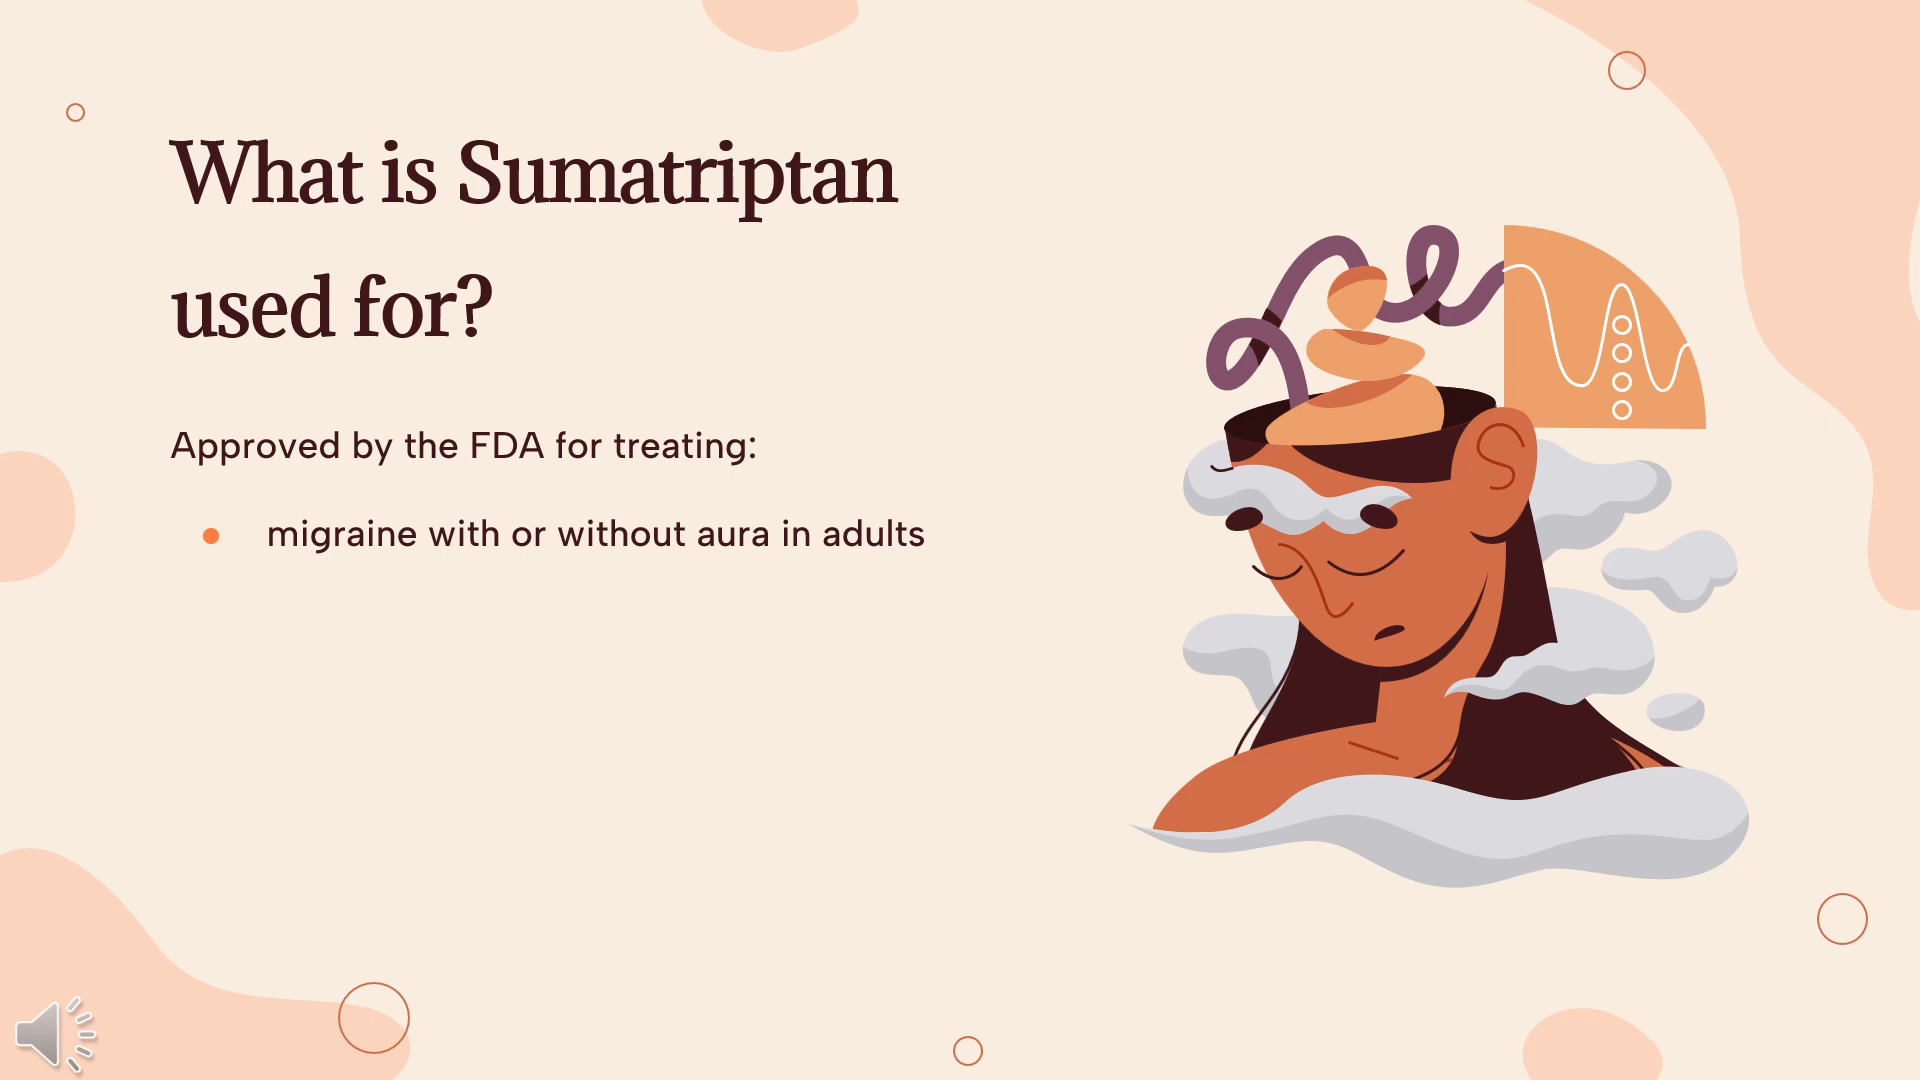 What is Sumatriptan
used for?
Approved by the FDA for treating:
• migraine with or without aura in adults